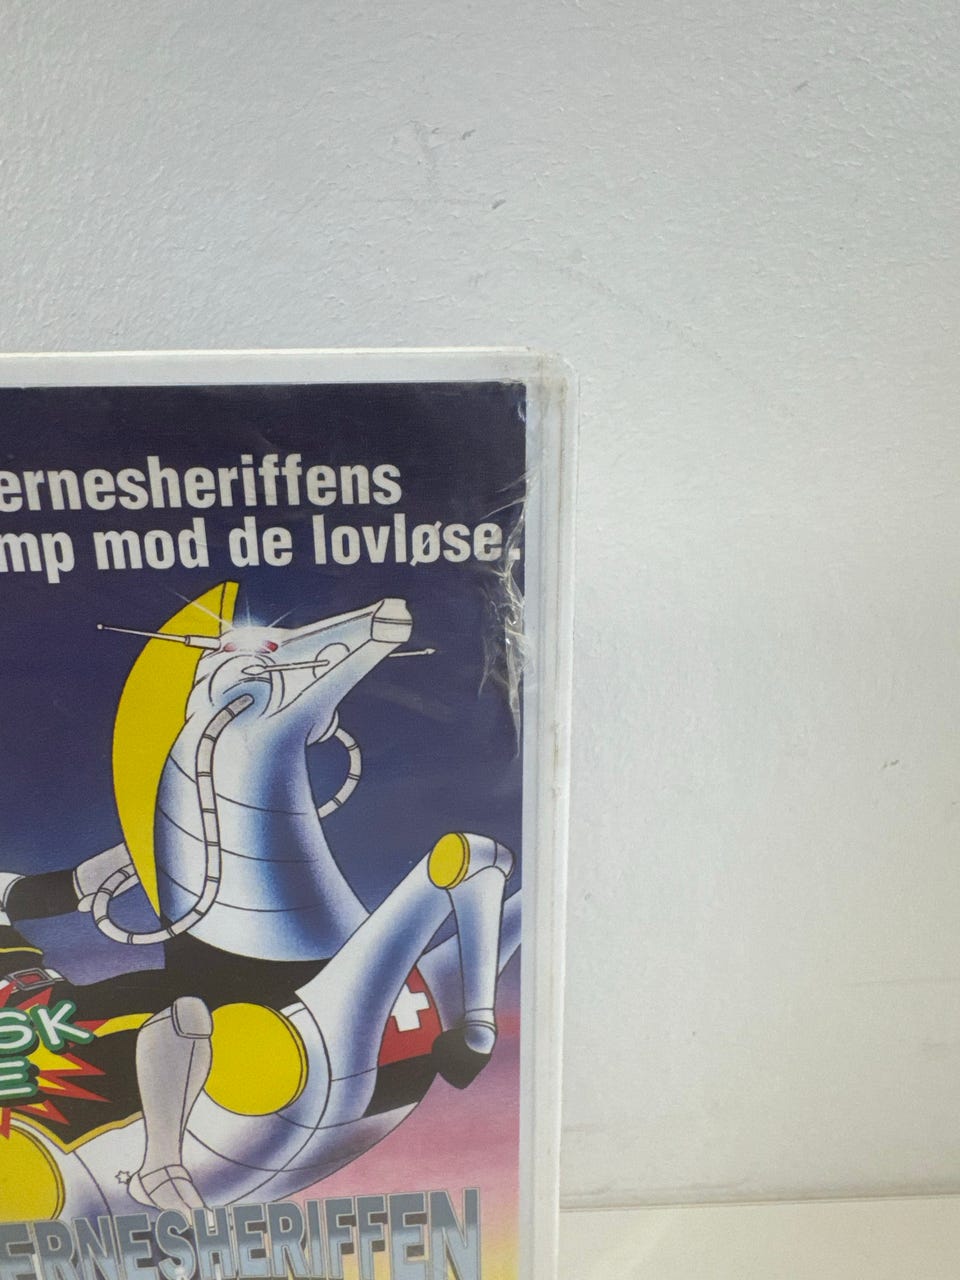 ernesheriffens
mp mod de lovløse.
SK
E
ERNESHERIFFEN